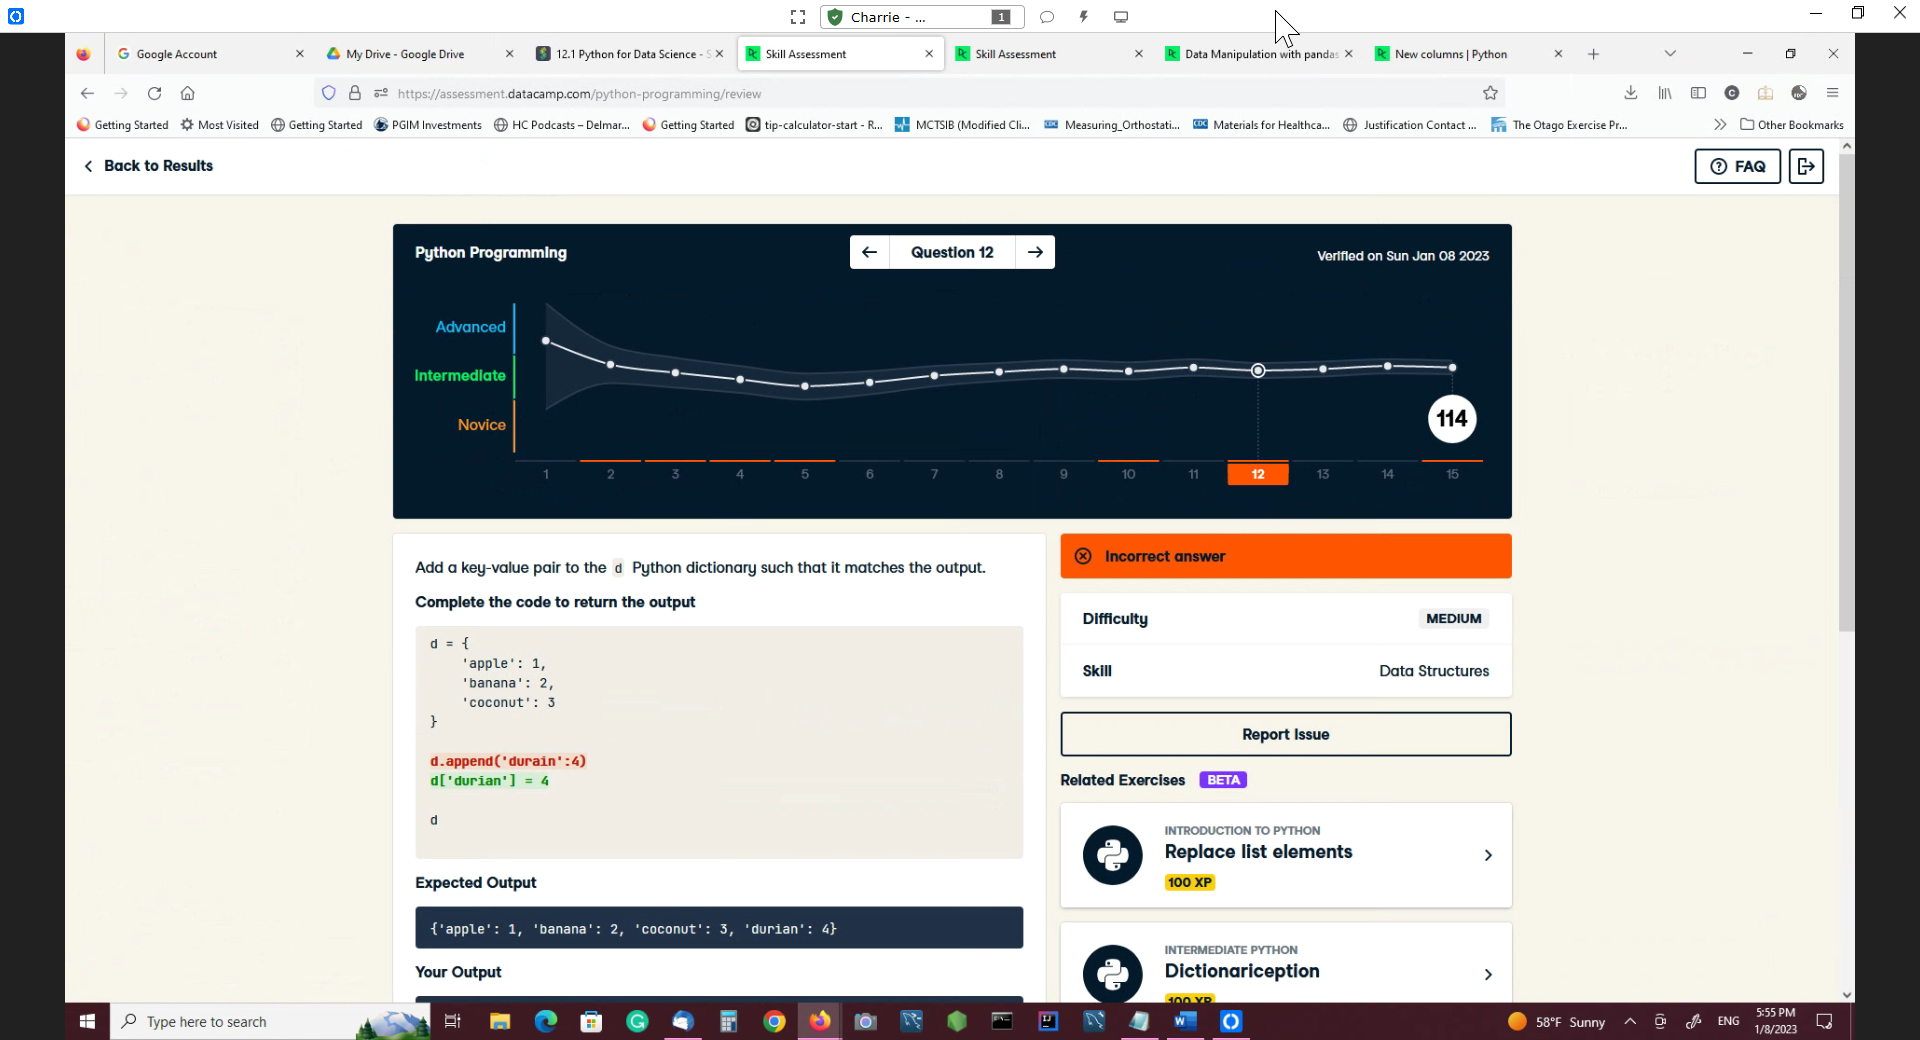 Charrie - ... 1
Google Account
My Drive - Google Drive
12.1 Python for Data Science - S
Skill Assessment
Skill Assessment
Data Manipulation with pandas
New columns | Python
https://assessment.datacamp.com/python-programming/review
Getting Started
Most Visited
Getting Started
PGIM Investments
HC Podcasts – Delmar...
Getting Started
tip-calculator-start - R...
MCTSIB (Modified Cli...
Measuring_Orthostati...
Materials for Healthca...
Justification Contact ...
The Otago Exercise Pr...
Other Bookmarks
Back to Results
FAQ
Python Programming
Question 12
Verified on Sun Jan 08 2023
Advanced
Intermediate
Novice
114
1 2 3 4 5 6 7 8 9 10 11 12 13 14 15
Add a key-value pair to the d Python dictionary such that it matches the output.
Complete the code to return the output
d = {
'apple': 1,
'banana': 2,
'coconut': 3
}
d.append('durain':4)
d['durian'] = 4
d
Expected Output
{'apple': 1, 'banana': 2, 'coconut': 3, 'durian': 4}
Your Output
Incorrect answer
Difficulty MEDIUM
Skill Data Structures
Report Issue
Related Exercises BETA
INTRODUCTION TO PYTHON
Replace list elements
100 XP
INTERMEDIATE PYTHON
Dictionariception
100 XP
Type here to search
58°F Sunny
ENG
5:55 PM
1/8/2023